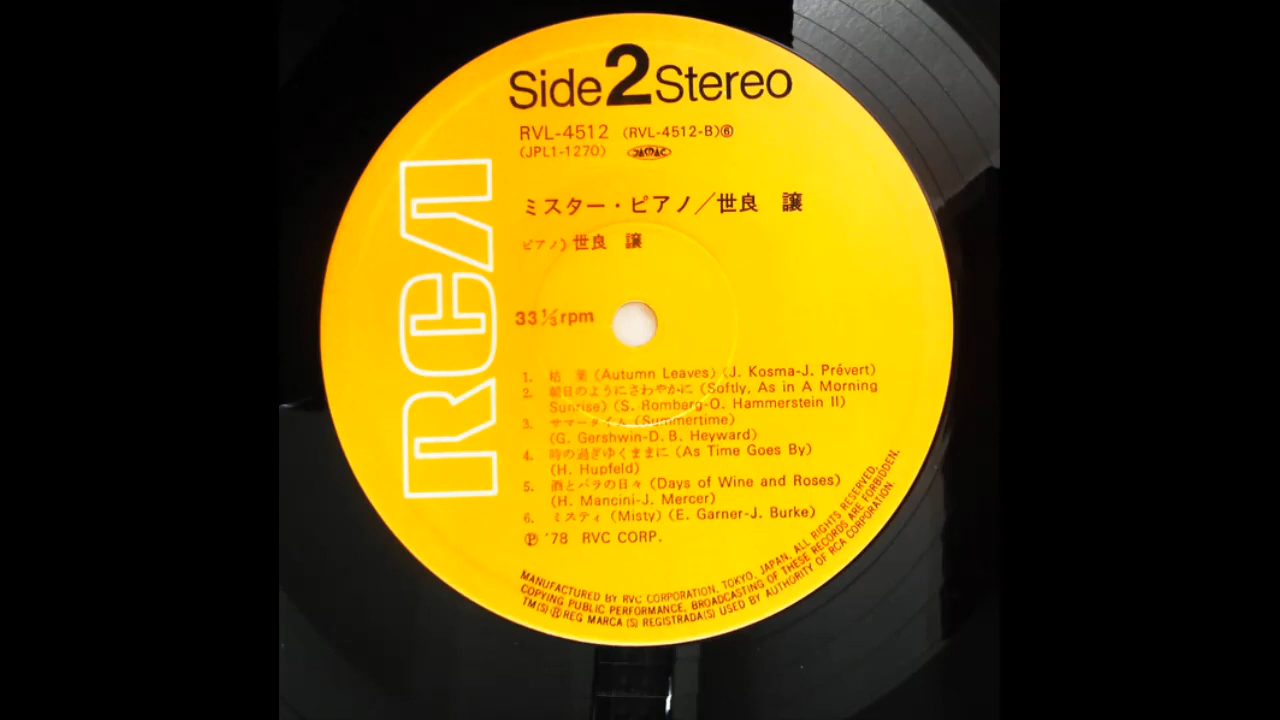 Side 2 Stereo
RVL-4512 (RVL-4512-B)⑥
(JPL1-1270) JASRAC
ミスター・ピアノ／世良 譲
ピアノ》世良 譲
RCA
33⅓rpm
1. 枯 葉 (Autumn Leaves) (J. Kosma-J. Prévert)
2. 朝日のようにさわやかに (Softly, As in A Morning
Sunrise) (S. Romberg-O. Hammerstein II)
3. サマータイム (Summertime)
(G. Gershwin-D. B. Heyward)
4. 時の過ぎゆくままに (As Time Goes By)
(H. Hupfeld)
5. 酒とバラの日々 (Days of Wine and Roses)
(H. Mancini-J. Mercer)
6. ミスティ (Misty) (E. Garner-J. Burke)
℗ '78 RVC CORP.
MANUFACTURED BY RVC CORPORATION, TOKYO, JAPAN, ALL RIGHTS RESERVED,
COPYING PUBLIC PERFORMANCE, BROADCASTING OF THESE RECORDS ARE FORBIDDEN.
TM(S)·®REG MARCA (S) REGISTRADA(S) USED BY AUTHORITY OF RCA CORPORATION.